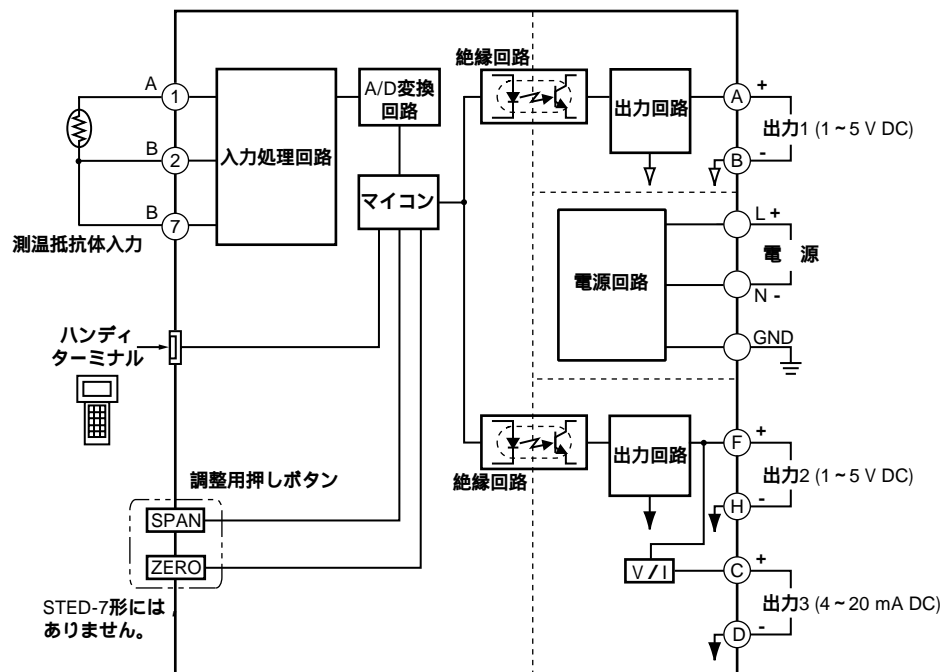 絶縁回路
A/D変換
回路
出力回路
A
1
A
+
出力1 (1~5 V DC)
B
-
B
2
入力処理回路
マイコン
B
7
測温抵抗体入力
L +
電 源
電源回路
N -
GND
ハンディ
ターミナル
出力回路
F
+
絶縁回路
出力2 (1~5 V DC)
H
-
調整用押しボタン
SPAN
ZERO
V/I
C
+
出力3 (4~20 mA DC)
D
-
STED-7形には
ありません。